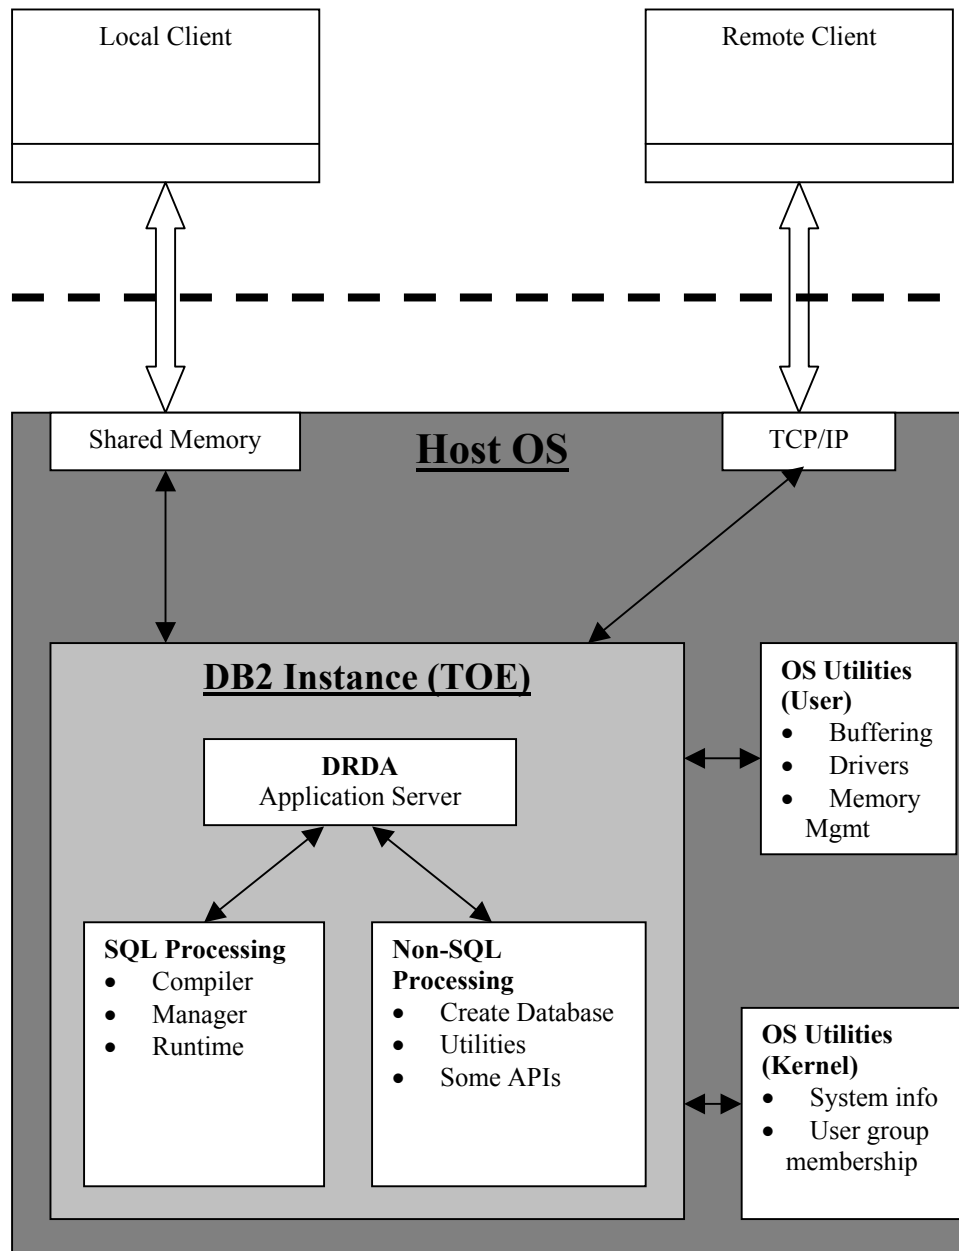 Local Client
Remote Client
Shared Memory
Host OS
TCP/IP
DB2 Instance (TOE)
DRDA
Application Server
SQL Processing
• Compiler
• Manager
• Runtime
Non-SQL
Processing
• Create Database
• Utilities
• Some APIs
OS Utilities
(User)
• Buffering
• Drivers
• Memory
Mgmt
OS Utilities
(Kernel)
• System info
• User group
membership